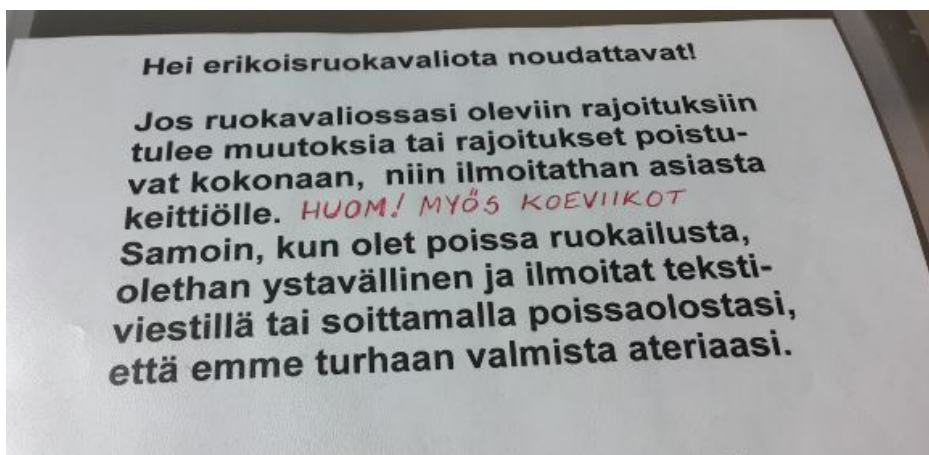 Hei erikoisruokavaliota noudattavat!
Jos ruokavaliossasi oleviin rajoituksiin
tulee muutoksia tai rajoitukset poistu-
vat kokonaan, niin ilmoitathan asiasta
keittiölle. HUOM! MYÖS KOEVIIKOT
Samoin, kun olet poissa ruokailusta,
olethan ystavällinen ja ilmoitat teksti-
viestillä tai soittamalla poissaolostasi,
että emme turhaan valmista ateriaasi.